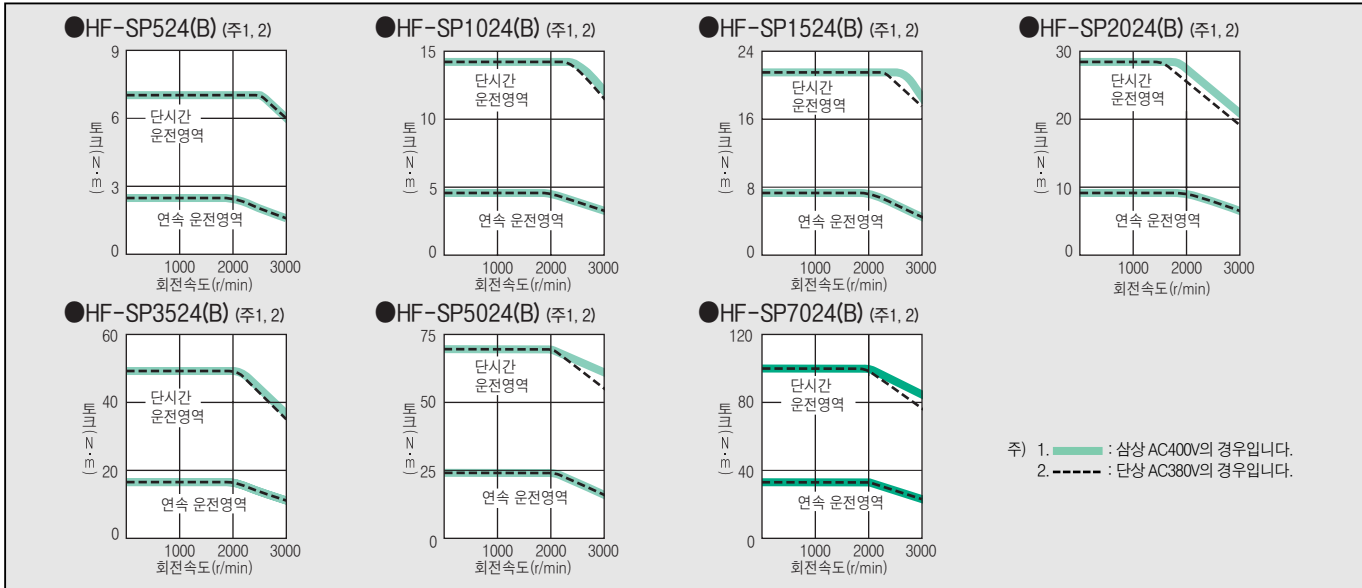 ●HF-SP524(B) (주1, 2)
9
6
3
0
토크(N·m)
단시간
운전영역
연속 운전영역
1000 2000 3000
회전속도(r/min)
●HF-SP1024(B) (주1, 2)
15
10
5
0
토크(N·m)
단시간
운전영역
연속 운전영역
1000 2000 3000
회전속도(r/min)
●HF-SP1524(B) (주1, 2)
24
16
8
0
토크(N·m)
단시간
운전영역
연속 운전영역
1000 2000 3000
회전속도(r/min)
●HF-SP2024(B) (주1, 2)
30
20
10
0
토크(N·m)
단시간
운전영역
연속 운전영역
1000 2000 3000
회전속도(r/min)
●HF-SP3524(B) (주1, 2)
60
40
20
0
토크(N·m)
단시간
운전영역
연속 운전영역
1000 2000 3000
회전속도(r/min)
●HF-SP5024(B) (주1, 2)
75
50
25
0
토크(N·m)
단시간
운전영역
연속 운전영역
1000 2000 3000
회전속도(r/min)
●HF-SP7024(B) (주1, 2)
120
80
40
0
토크(N·m)
단시간
운전영역
연속 운전영역
1000 2000 3000
회전속도(r/min)
주) 1. : 삼상 AC400V의 경우입니다.
2. : 단상 AC380V의 경우입니다.